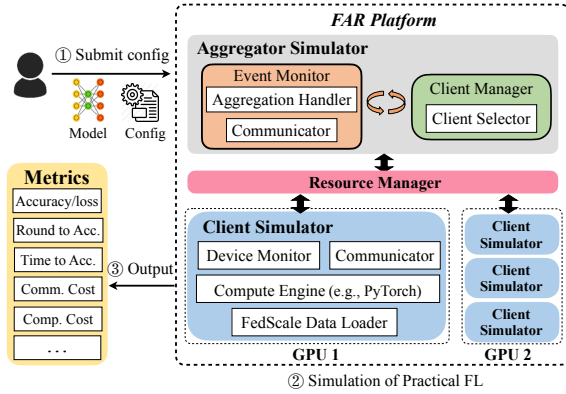 FAR Platform
① Submit config
Model
Config
Aggregator Simulator
Event Monitor
Aggregation Handler
Communicator
Client Manager
Client Selector
Resource Manager
Metrics
Accuracy/loss
Round to Acc.
Time to Acc.
Comm. Cost
Comp. Cost
. . .
③ Output
Client Simulator
Device Monitor
Communicator
Compute Engine (e.g., PyTorch)
FedScale Data Loader
GPU 1
Client
Simulator
Client
Simulator
Client
Simulator
GPU 2
② Simulation of Practical FL